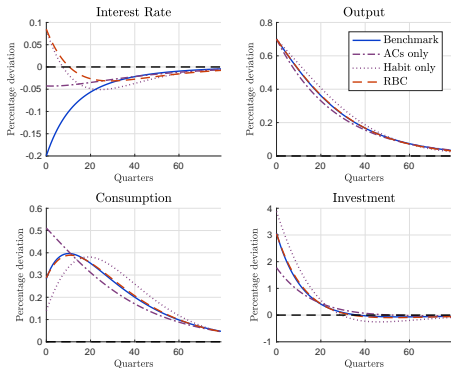 Interest Rate
Output
Percentage deviation
0.1
0.05
0
-0.05
-0.1
-0.15
-0.2
0 20 40 60
Quarters
Percentage deviation
0.8
0.6
0.4
0.2
0
0 20 40 60
Quarters
Benchmark
ACs only
Habit only
RBC
Consumption
Investment
Percentage deviation
0.6
0.5
0.4
0.3
0.2
0.1
0
0 20 40 60
Quarters
Percentage deviation
4
3
2
1
0
-1
0 20 40 60
Quarters